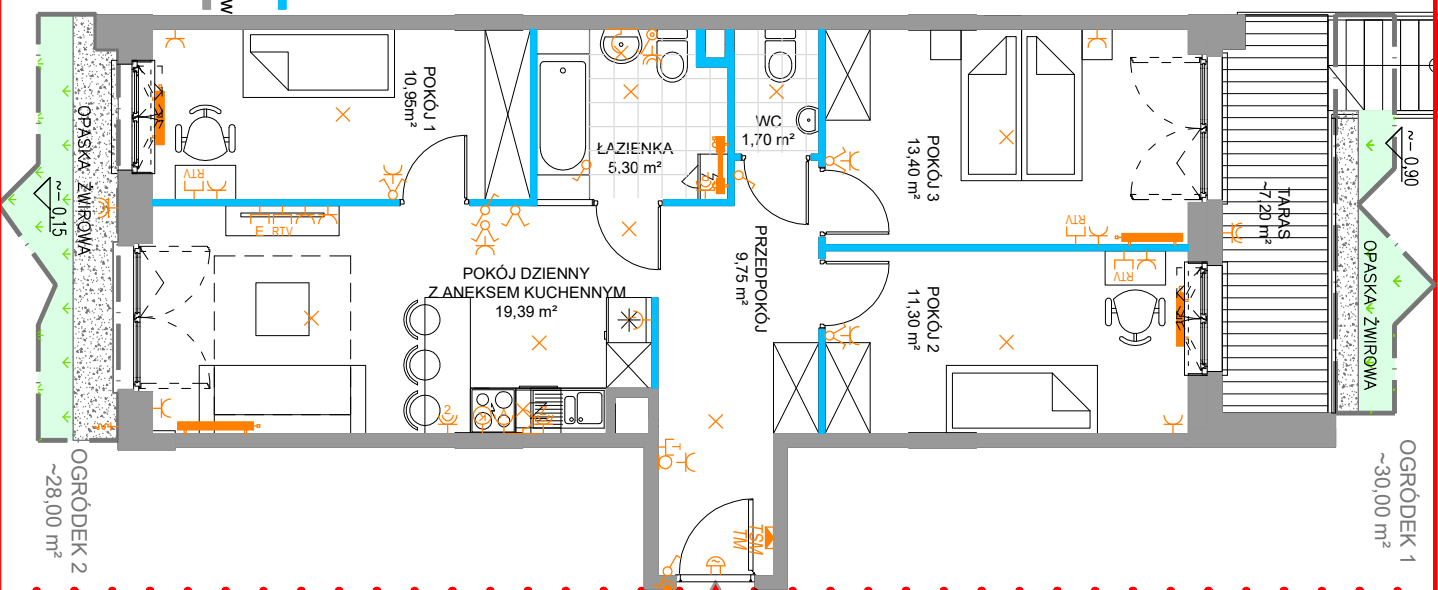 W
POKÓJ 1
10,95m²
ŁAZIENKA
5,30 m²
WC
1,70 m²
POKÓJ 3
13,40 m²
TARAS
~7,20 m²
~- 0,90
OPASKA ŻWIROWA
~-0,15
OPASKA ŻWIROWA
RTV
F RTV
RTV
RTV
POKÓJ DZIENNY
Z ANEKSEM KUCHENNYM
19,39 m²
PRZEDPOKÓJ
9,75 m²
POKÓJ 2
11,30 m²
2
T
TSM
TM
OGRÓDEK 2
~28,00 m²
OGRÓDEK 1
~30,00 m²